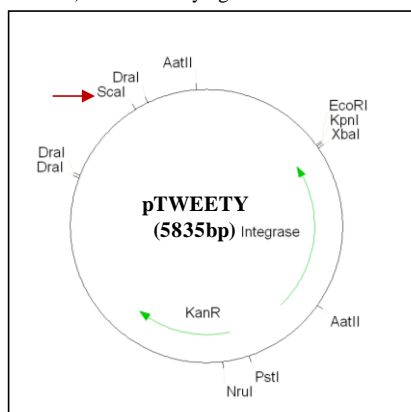 AatII
DraI
ScaI
EcoRI
KpnI
XbaI
DraI
DraI
pTWEETY
(5835bp)
Integrase
KanR
AatII
PstI
NruI